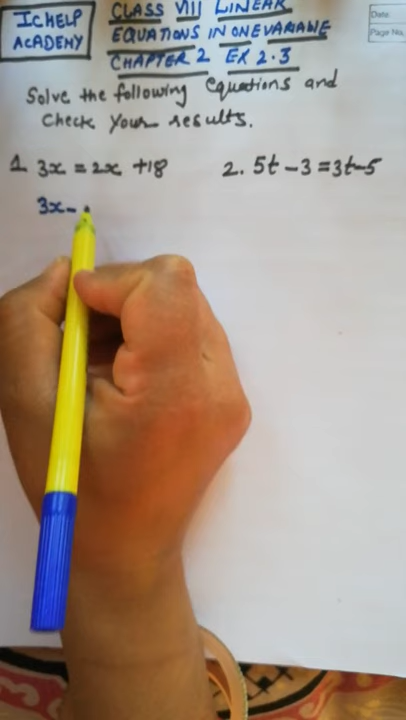 ICHELP ACADEMY
CLASS VIII LINEAR
EQUATIONS IN ONE VARIABLE
CHAPTER 2 EX 2.3
Date:
Page No.
Solve the following equations and
check your results.
1 3x = 2x + 18
2. 5t - 3 = 3t - 5
3x -